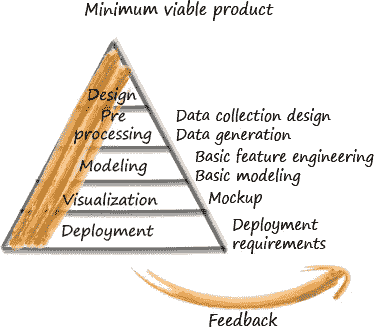 Minimum viable product
Design
Pre
processing
Data collection design
Data generation
Modeling
Basic feature engineering
Basic modeling
Visualization
Mockup
Deployment
Deployment
requirements
Feedback